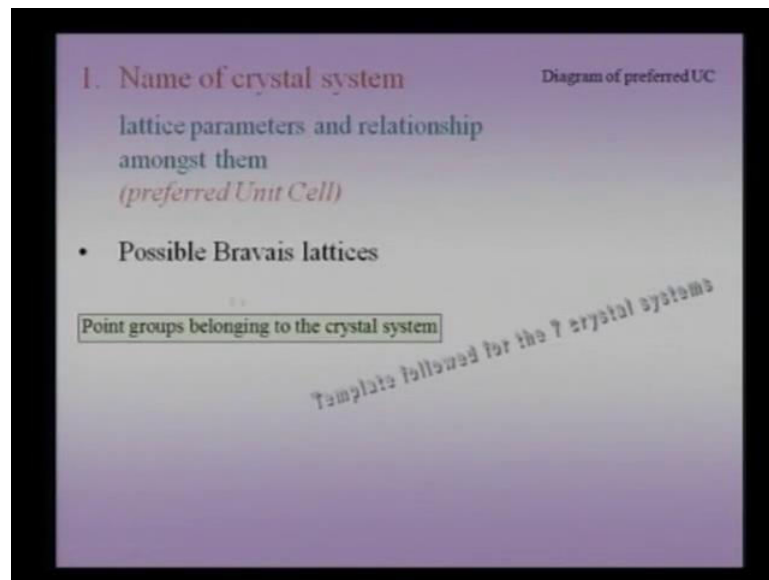 1. Name of crystal system
Diagram of preferred UC
lattice parameters and relationship
amongst them
(preferred Unit Cell)
• Possible Bravais lattices
Point groups belonging to the crystal system
Template followed for the 7 crystal systems